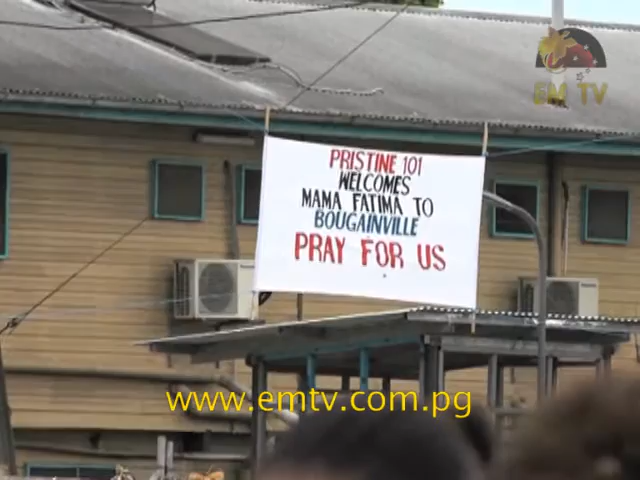 EM TV
PRISTINE 101
WELCOMES
MAMA FATIMA TO
BOUGAINVILLE
PRAY FOR US
www.emtv.com.pg